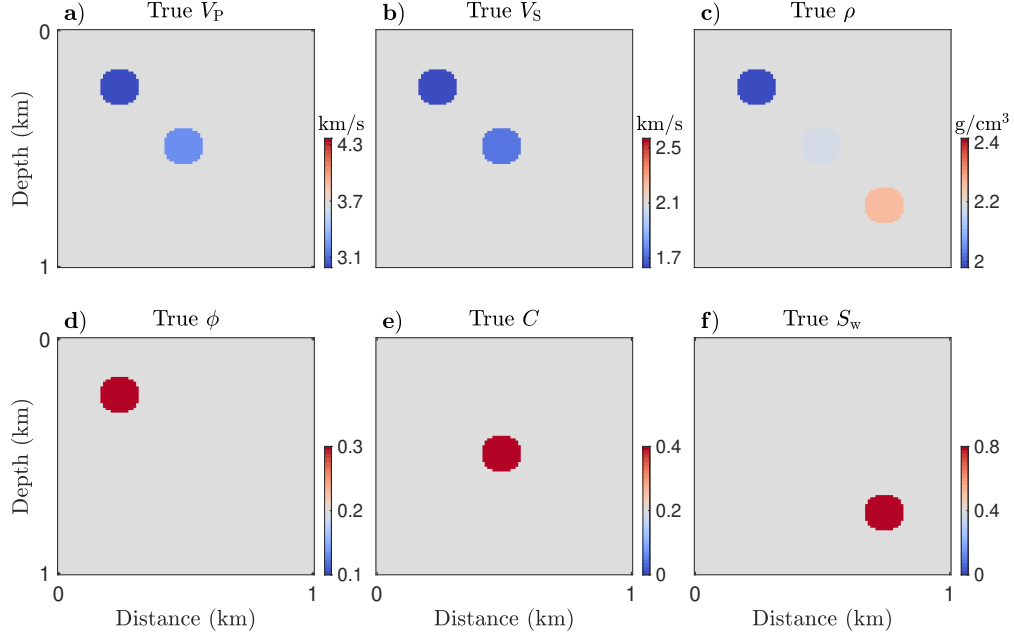 a) True V_P
b) True V_S
c) True ρ
0
1
Depth (km)
km/s
4.3
3.7
3.1
km/s
2.5
2.1
1.7
g/cm³
2.4
2.2
2
d) True ϕ
e) True C
f) True S_w
0
1
Depth (km)
0.3
0.2
0.1
0.4
0.2
0
0.8
0.4
0
0 1
0 1
0 1
Distance (km)
Distance (km)
Distance (km)